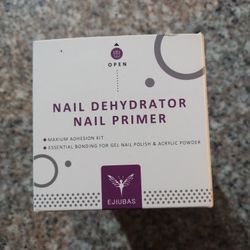 OPEN
NAIL DEHYDRATOR
NAIL PRIMER
MAXIUM ADHESION KIT
ESSENTIAL BONDING FOR GEL NAIL POLISH & ACRYLIC POWDER
EJIUBAS